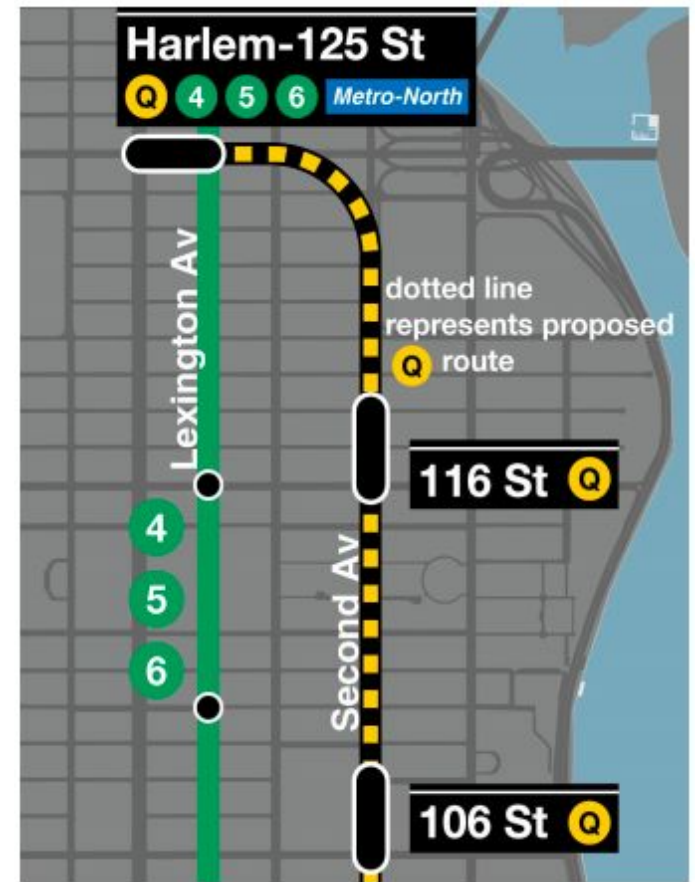 Harlem-125 St
Q 4 5 6 Metro-North
Lexington Av
dotted line
represents proposed
Q route
116 St Q
4
5
6
Second Av
106 St Q